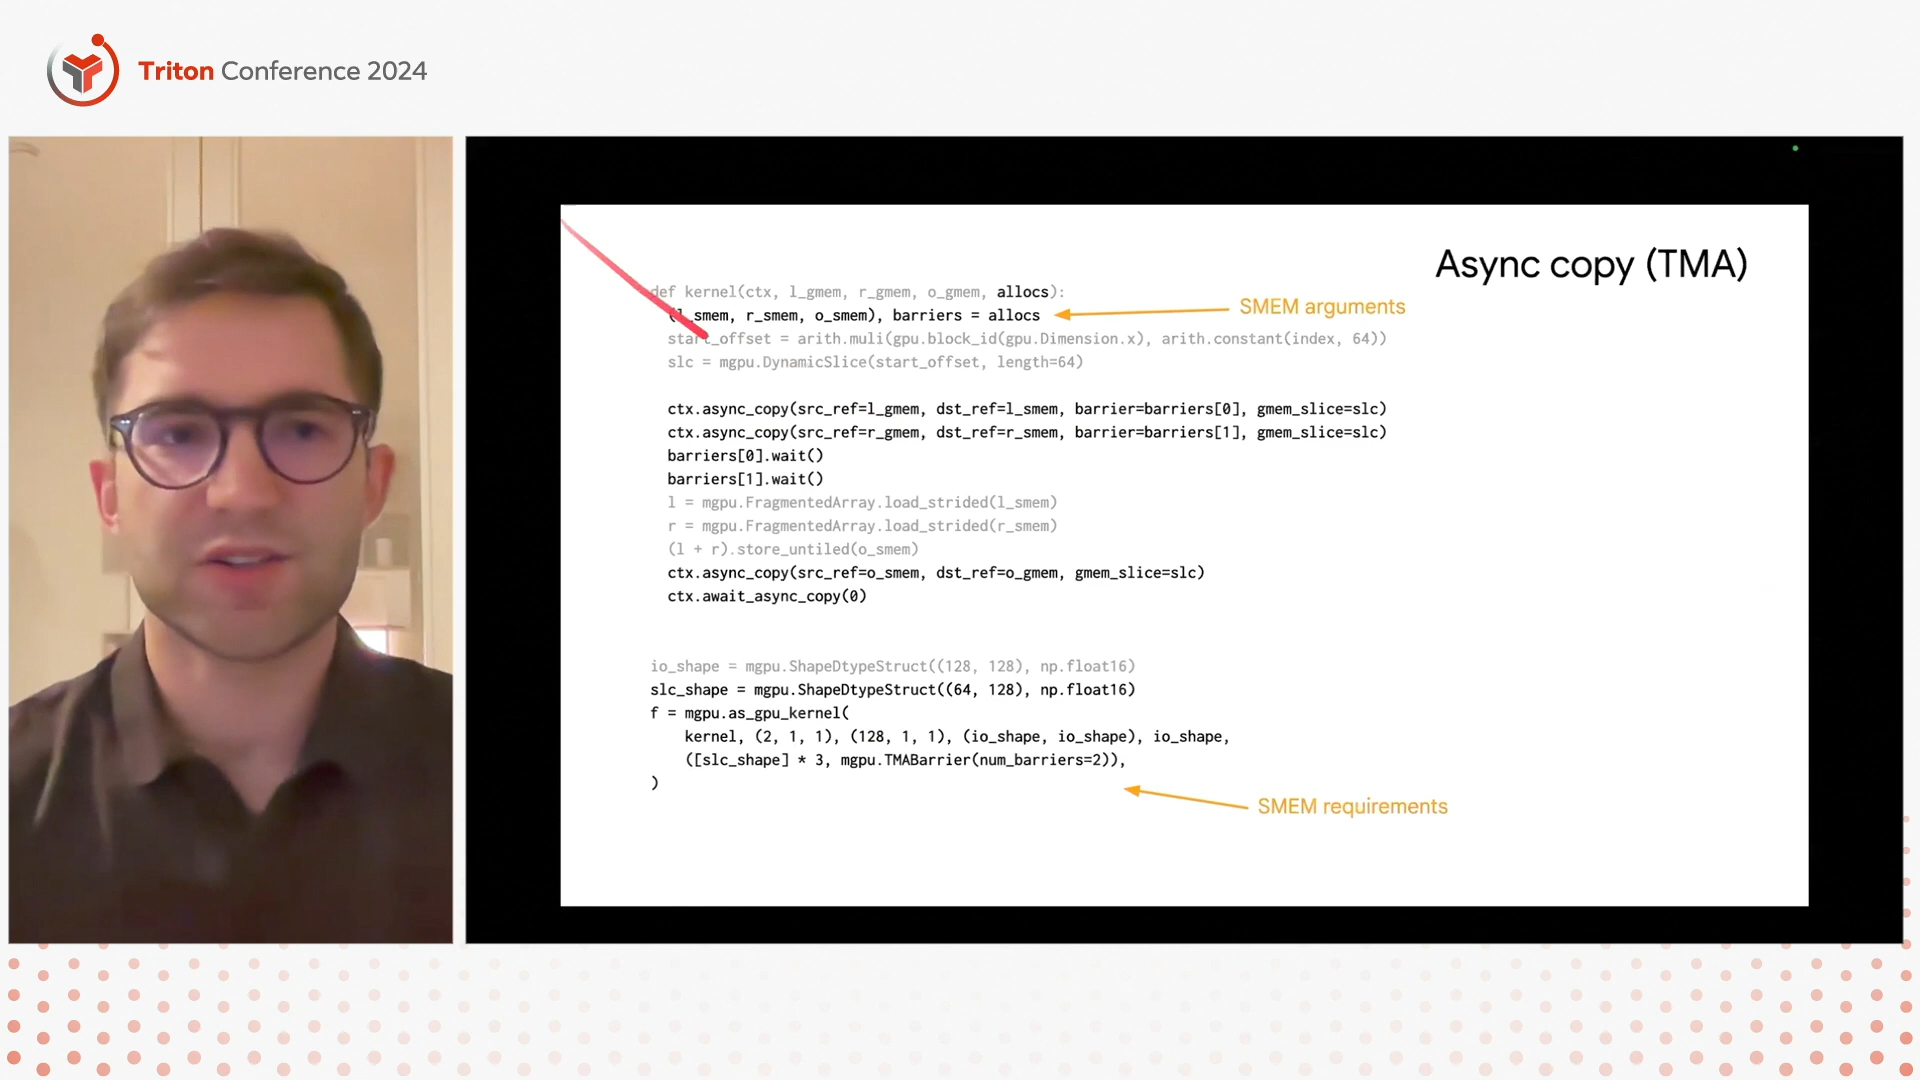 Triton Conference 2024
Async copy (TMA)
def kernel(ctx, l_gmem, r_gmem, o_gmem, allocs):
(l_smem, r_smem, o_smem), barriers = allocs
SMEM arguments
start_offset = arith.muli(gpu.block_id(gpu.Dimension.x), arith.constant(index, 64))
slc = mgpu.DynamicSlice(start_offset, length=64)
ctx.async_copy(src_ref=l_gmem, dst_ref=l_smem, barrier=barriers[0], gmem_slice=slc)
ctx.async_copy(src_ref=r_gmem, dst_ref=r_smem, barrier=barriers[1], gmem_slice=slc)
barriers[0].wait()
barriers[1].wait()
l = mgpu.FragmentedArray.load_strided(l_smem)
r = mgpu.FragmentedArray.load_strided(r_smem)
(l + r).store_untiled(o_smem)
ctx.async_copy(src_ref=o_smem, dst_ref=o_gmem, gmem_slice=slc)
ctx.await_async_copy(0)
io_shape = mgpu.ShapeDtypeStruct((128, 128), np.float16)
slc_shape = mgpu.ShapeDtypeStruct((64, 128), np.float16)
f = mgpu.as_gpu_kernel(
kernel, (2, 1, 1), (128, 1, 1), (io_shape, io_shape), io_shape,
([slc_shape] * 3, mgpu.TMABarrier(num_barriers=2)),
)
SMEM requirements